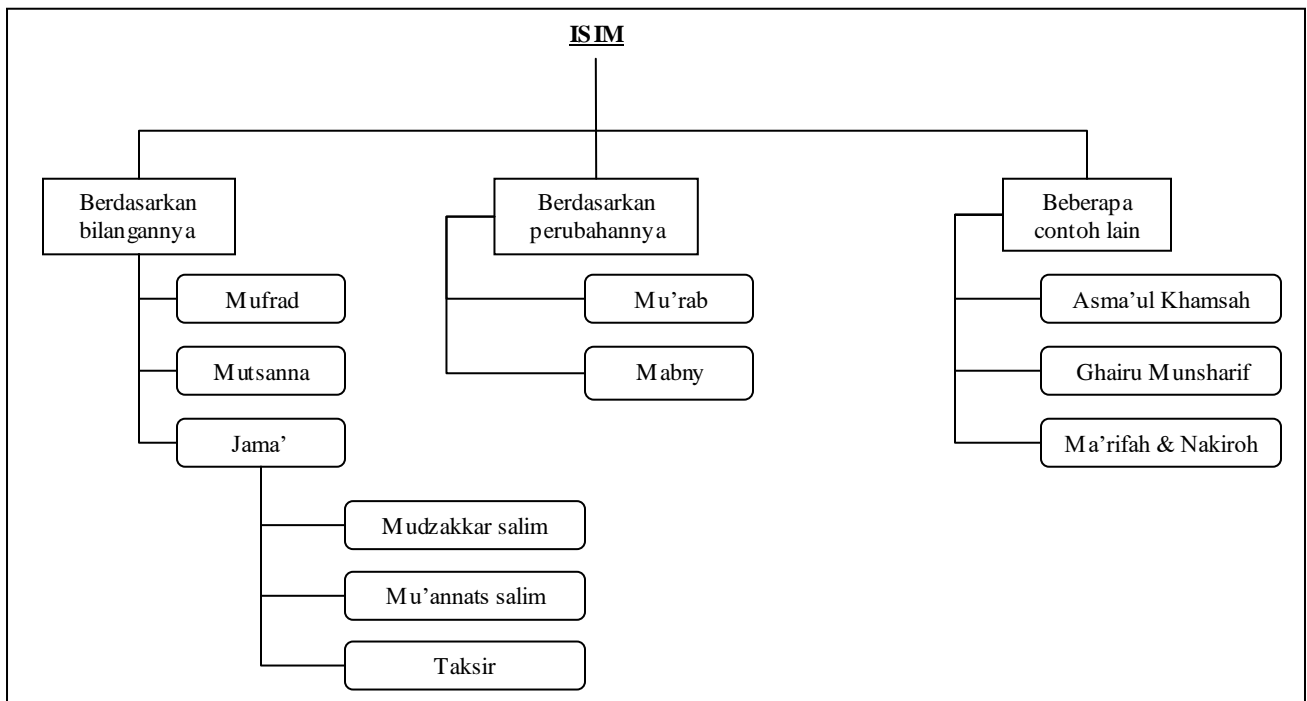 ISIM
Berdasarkan
bilangannya
Mufrad
Mutsanna
Jama’
Mudzakkar salim
Mu’annats salim
Taksir
Berdasarkan
perubahannya
Mu’rab
Mabny
Beberapa
contoh lain
Asma’ul Khamsah
Ghairu Munsharif
Ma’rifah & Nakiroh